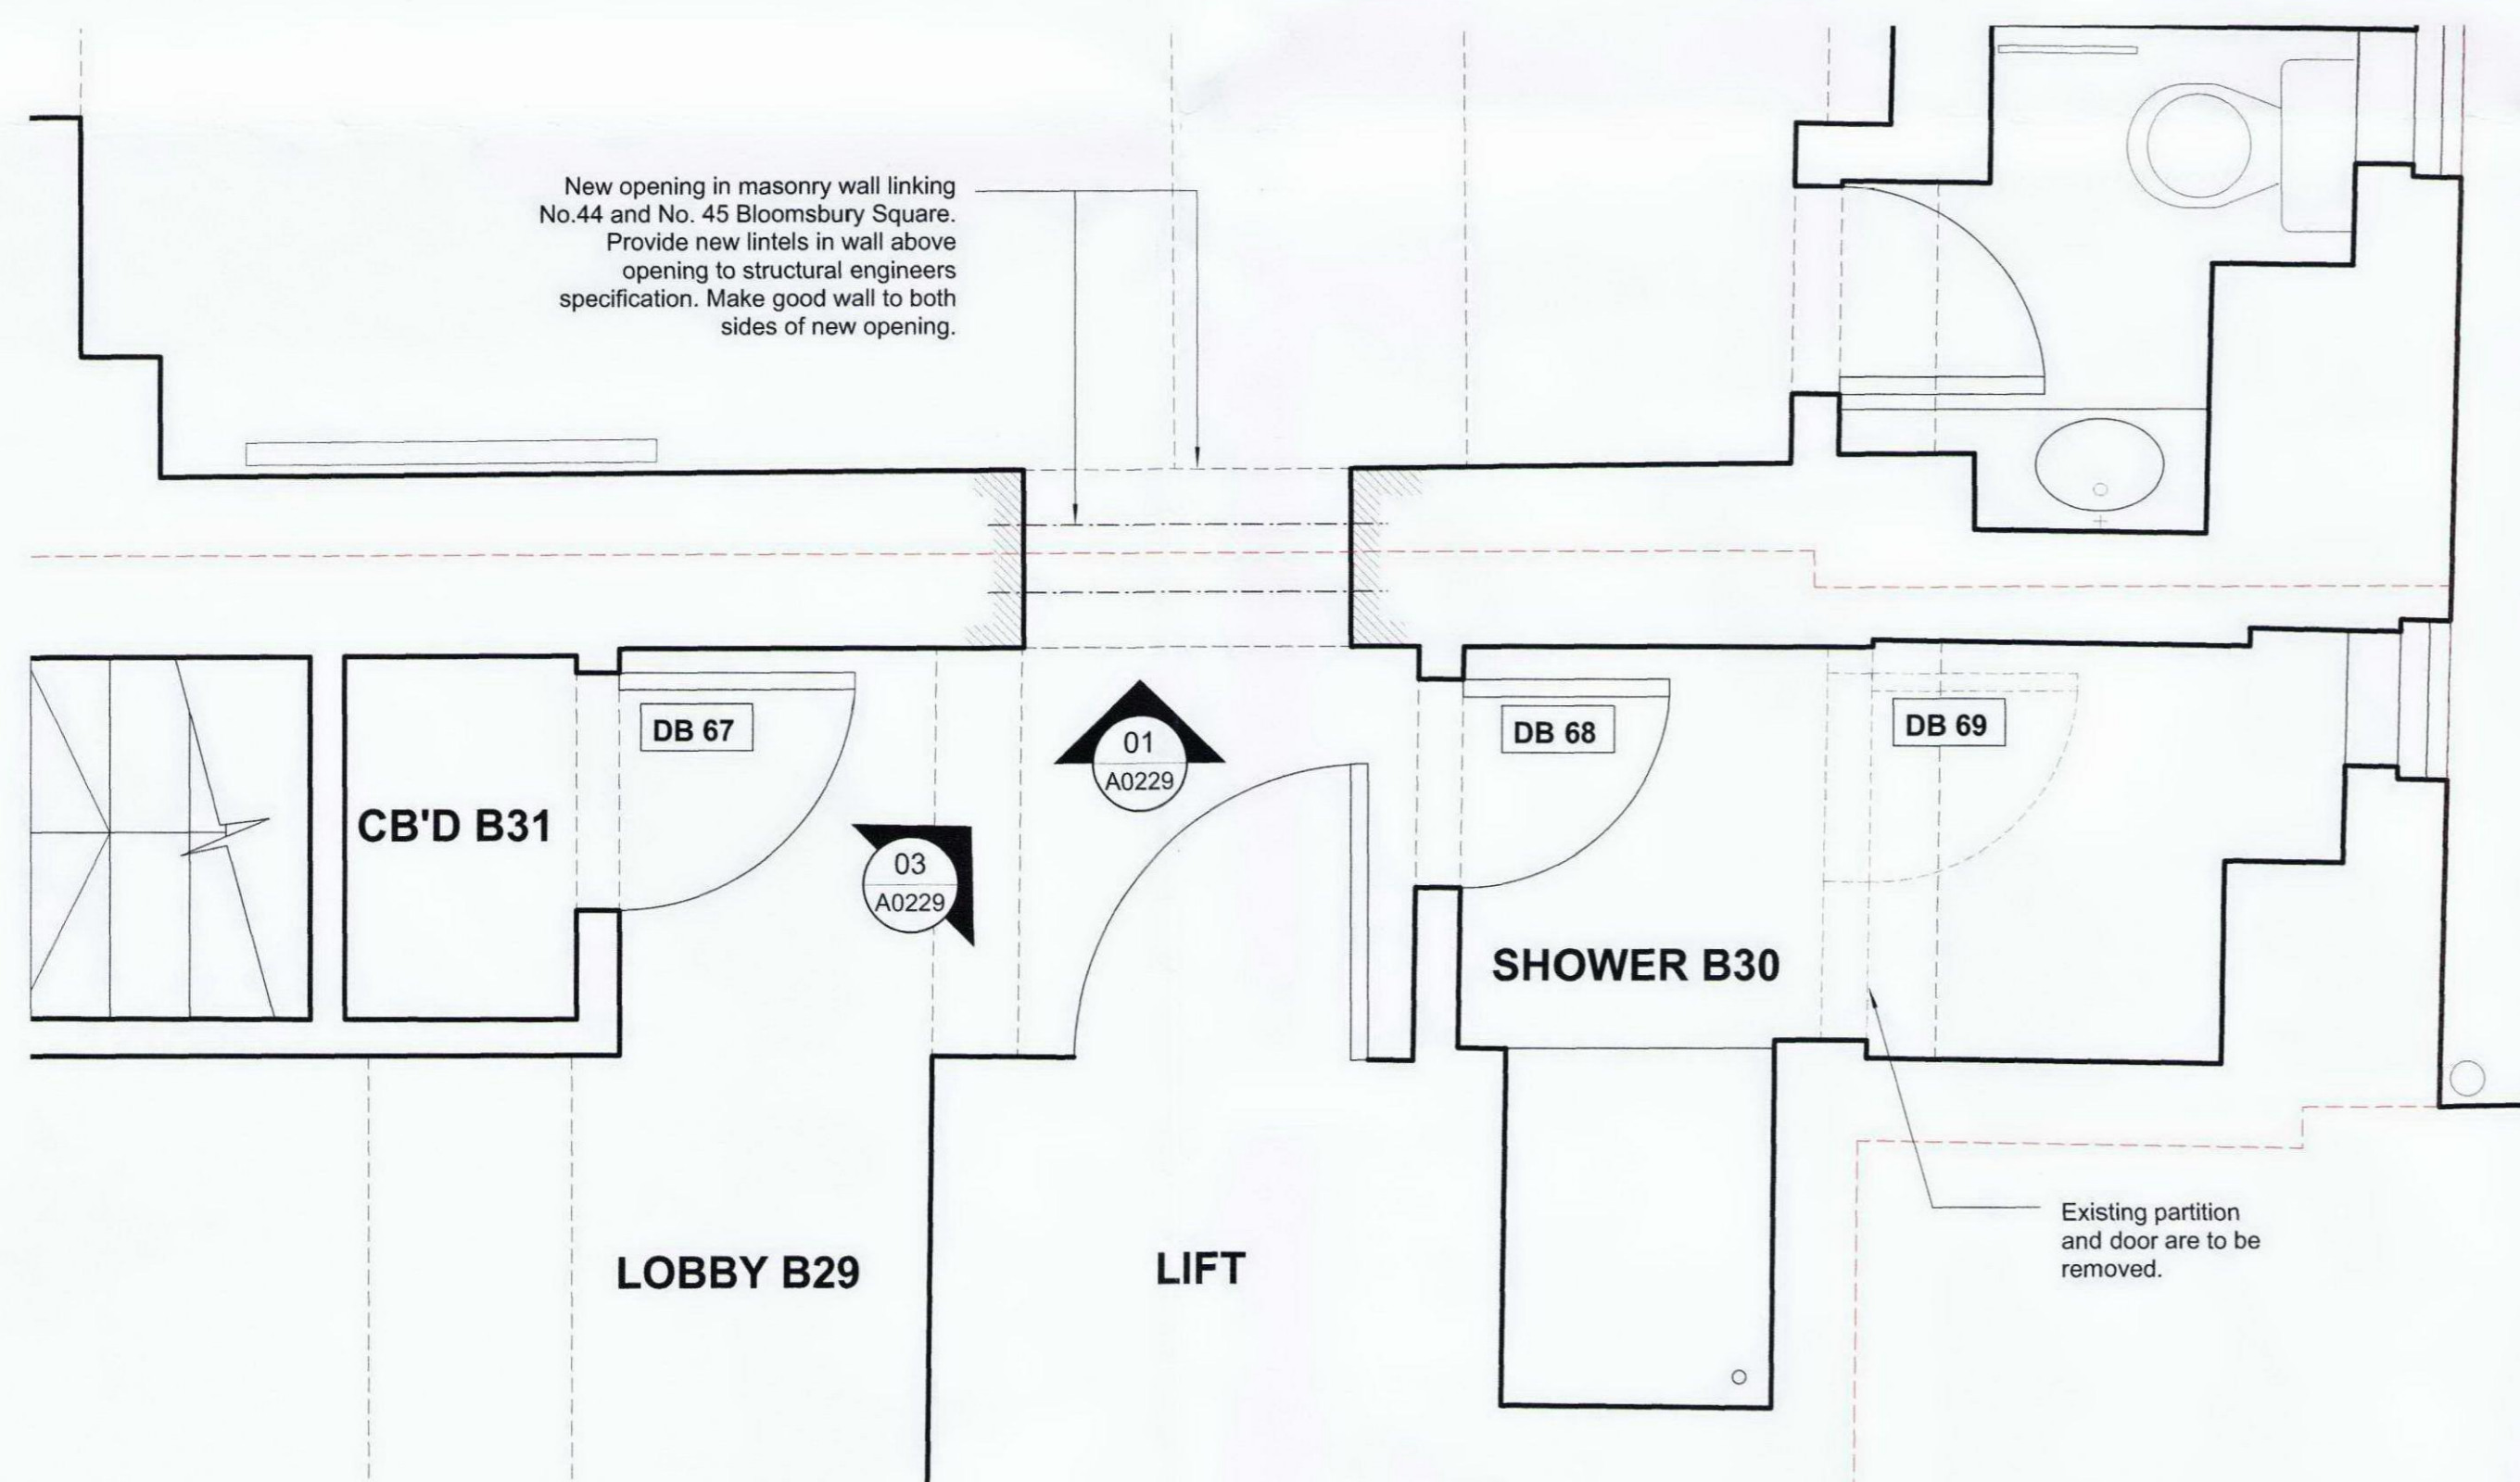 New opening in masonry wall linking
No.44 and No. 45 Bloomsbury Square.
Provide new lintels in wall above
opening to structural engineers
specification. Make good wall to both
sides of new opening.
DB 67
01
A0229
DB 68
DB 69
CB'D B31
03
A0229
SHOWER B30
LOBBY B29
LIFT
Existing partition
and door are to be
removed.